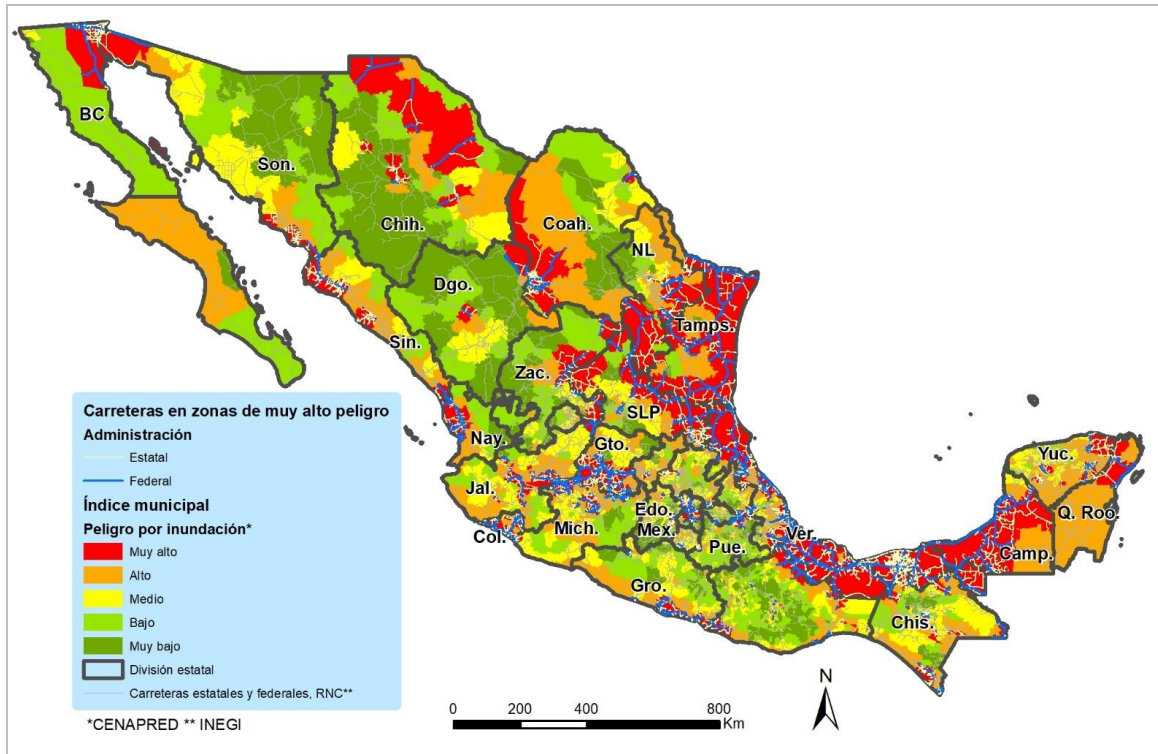 BC
Son.
Chih.
Coah.
NL
Dgo.
Tamps.
Sin.
Zac.
SLP
Nay.
Gto.
Yuc.
Jal.
Edo.
Mex.
Q. Roo.
Col.
Mich.
Pue.
Ver.
Camp.
Gro.
Chis.
Carreteras en zonas de muy alto peligro
Administración
Estatal
Federal
Índice municipal
Peligro por inundación*
Muy alto
Alto
Medio
Bajo
Muy bajo
División estatal
Carreteras estatales y federales, RNC**
*CENAPRED ** INEGI
0 200 400 800
Km
N